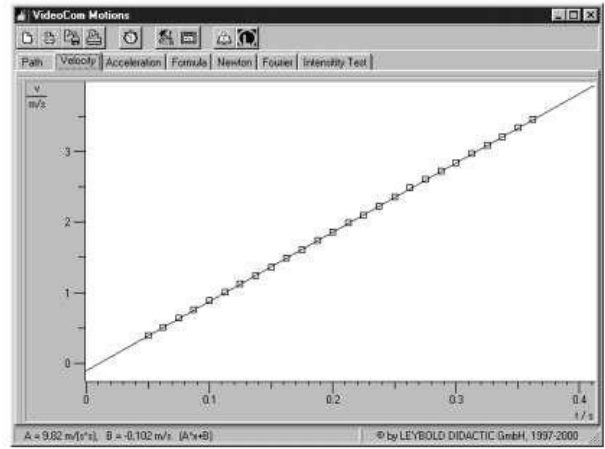 VideoCom Motions
Path Velocity Acceleration Formula Newton Fourier Intensitity Test
v
m/s
3
2
1
0
0 0.1 0.2 0.3 0.4
t / s
A = 9.82 m/(s*s), B = -0.102 m/s (A*x+B) © by LEYBOLD DIDACTIC GmbH, 1997-2000